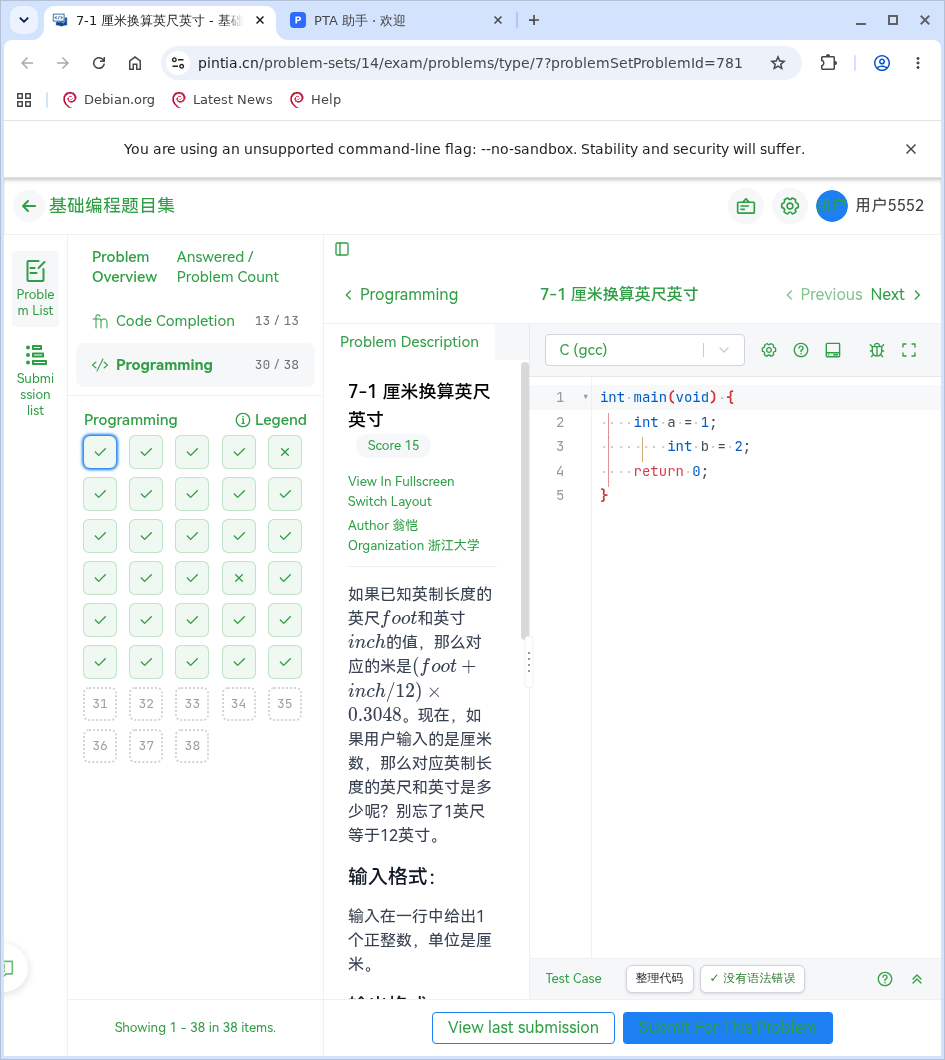 7-1 厘米换算英尺英寸 - 基础
PTA 助手 · 欢迎
pintia.cn/problem-sets/14/exam/problems/type/7?problemSetProblemId=781
Debian.org
Latest News
Help
You are using an unsupported command-line flag: --no-sandbox. Stability and security will suffer.
基础编程题目集
用户5552
Problem List
Submission list
Problem Overview
Answered / Problem Count
Code Completion 13 / 13
Programming 30 / 38
Programming
Legend
31 32 33 34 35
36 37 38
Showing 1 - 38 in 38 items.
Programming
7-1 厘米换算英尺英寸
Previous
Next
Problem Description
7-1 厘米换算英尺
英寸
Score 15
View In Fullscreen
Switch Layout
Author 翁恺
Organization 浙江大学
如果已知英制长度的
英尺foot和英寸
inch的值，那么对
应的米是(foot +
inch/12) ×
0.3048。现在，如
果用户输入的是厘米
数，那么对应英制长
度的英尺和英寸是多
少呢？别忘了1英尺
等于12英寸。
输入格式：
输入在一行中给出1
个正整数，单位是厘
米。
C (gcc)
1 int main(void) {
2 int a = 1;
3 int b = 2;
4 return 0;
5 }
Test Case
整理代码
✓ 没有语法错误
View last submission
Submit For This Problem